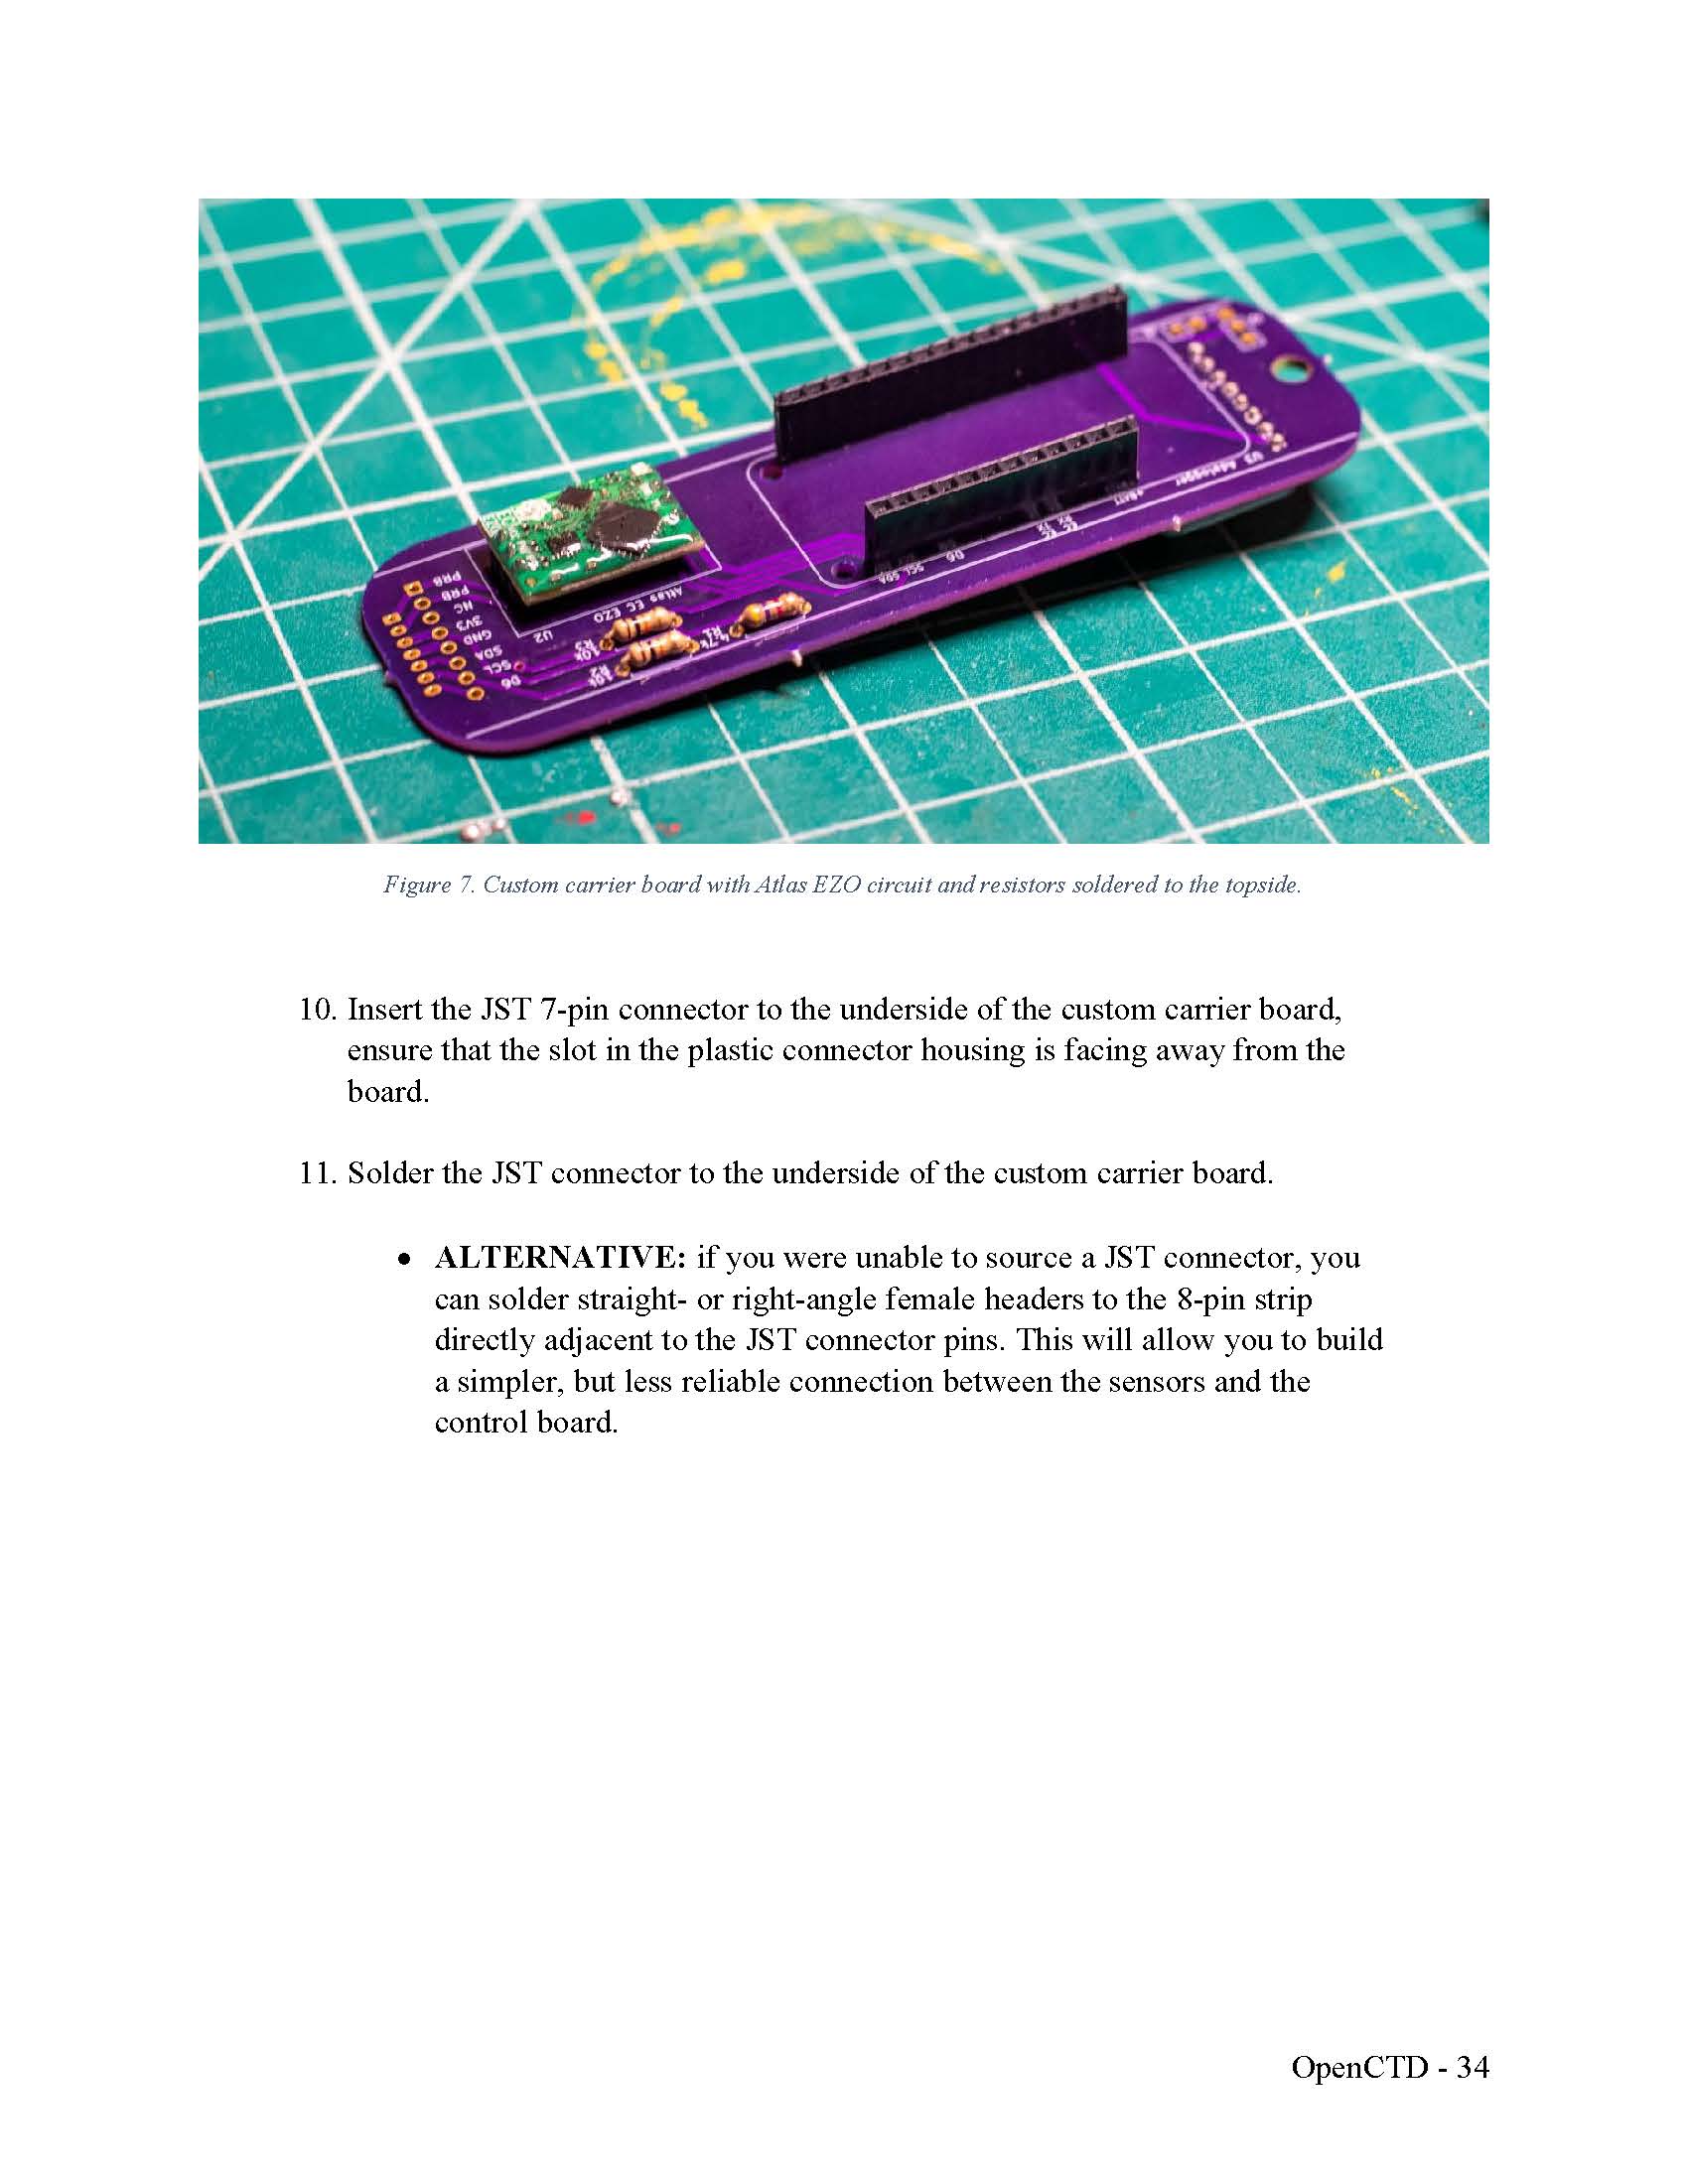 PRB
PRB
NC
3V3
GND
SDA
SCL
D6
U2
Atlas EC EZO
R3
10k
R2
10k
R1
4.7k
SDA
SCL
D6
EC TX
EC RX
+BATT
U3 Adalogger
Figure 7. Custom carrier board with Atlas EZO circuit and resistors soldered to the topside.
10. Insert the JST 7-pin connector to the underside of the custom carrier board,
ensure that the slot in the plastic connector housing is facing away from the
board.
11. Solder the JST connector to the underside of the custom carrier board.
• ALTERNATIVE: if you were unable to source a JST connector, you
can solder straight- or right-angle female headers to the 8-pin strip
directly adjacent to the JST connector pins. This will allow you to build
a simpler, but less reliable connection between the sensors and the
control board.
OpenCTD - 34